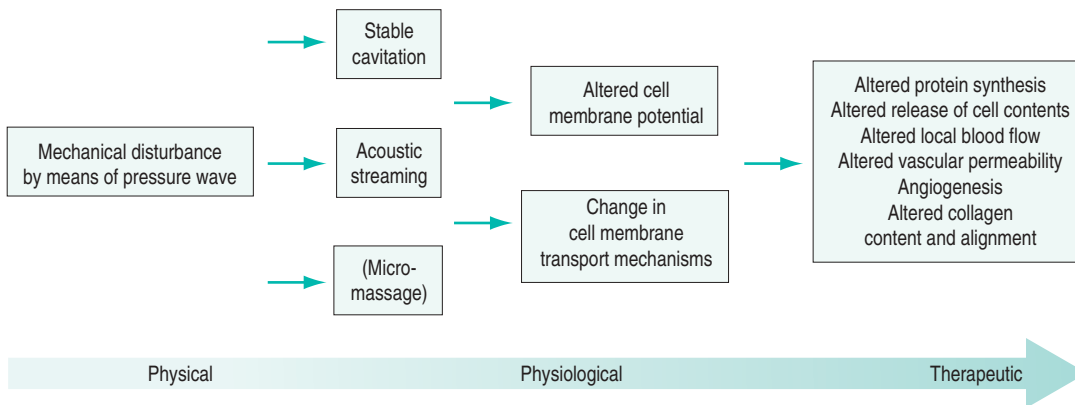 Mechanical disturbance
by means of pressure wave
Stable
cavitation
Acoustic
streaming
(Micro-
massage)
Altered cell
membrane potential
Change in
cell membrane
transport mechanisms
Altered protein synthesis
Altered release of cell contents
Altered local blood flow
Altered vascular permeability
Angiogenesis
Altered collagen
content and alignment
Physical
Physiological
Therapeutic